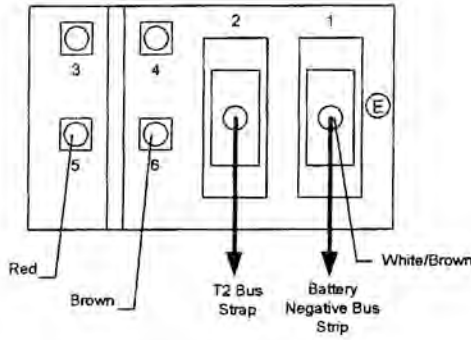 2 1
3 4
E
5 6
Red
White/Brown
Brown
T2 Bus
Strap
Battery
Negative Bus
Strip